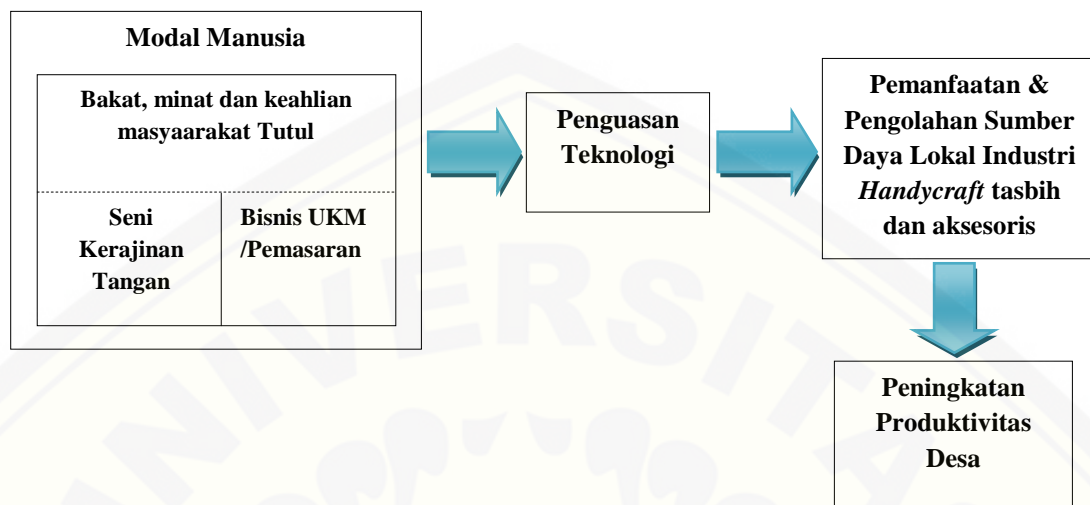 Modal Manusia
Bakat, minat dan keahlian
masyaarakat Tutul
Seni
Kerajinan
Tangan
Bisnis UKM
/Pemasaran
Penguasan
Teknologi
Pemanfaatan &
Pengolahan Sumber
Daya Lokal Industri
Handycraft tasbih
dan aksesoris
Peningkatan
Produktivitas
Desa
UNIVERSITA